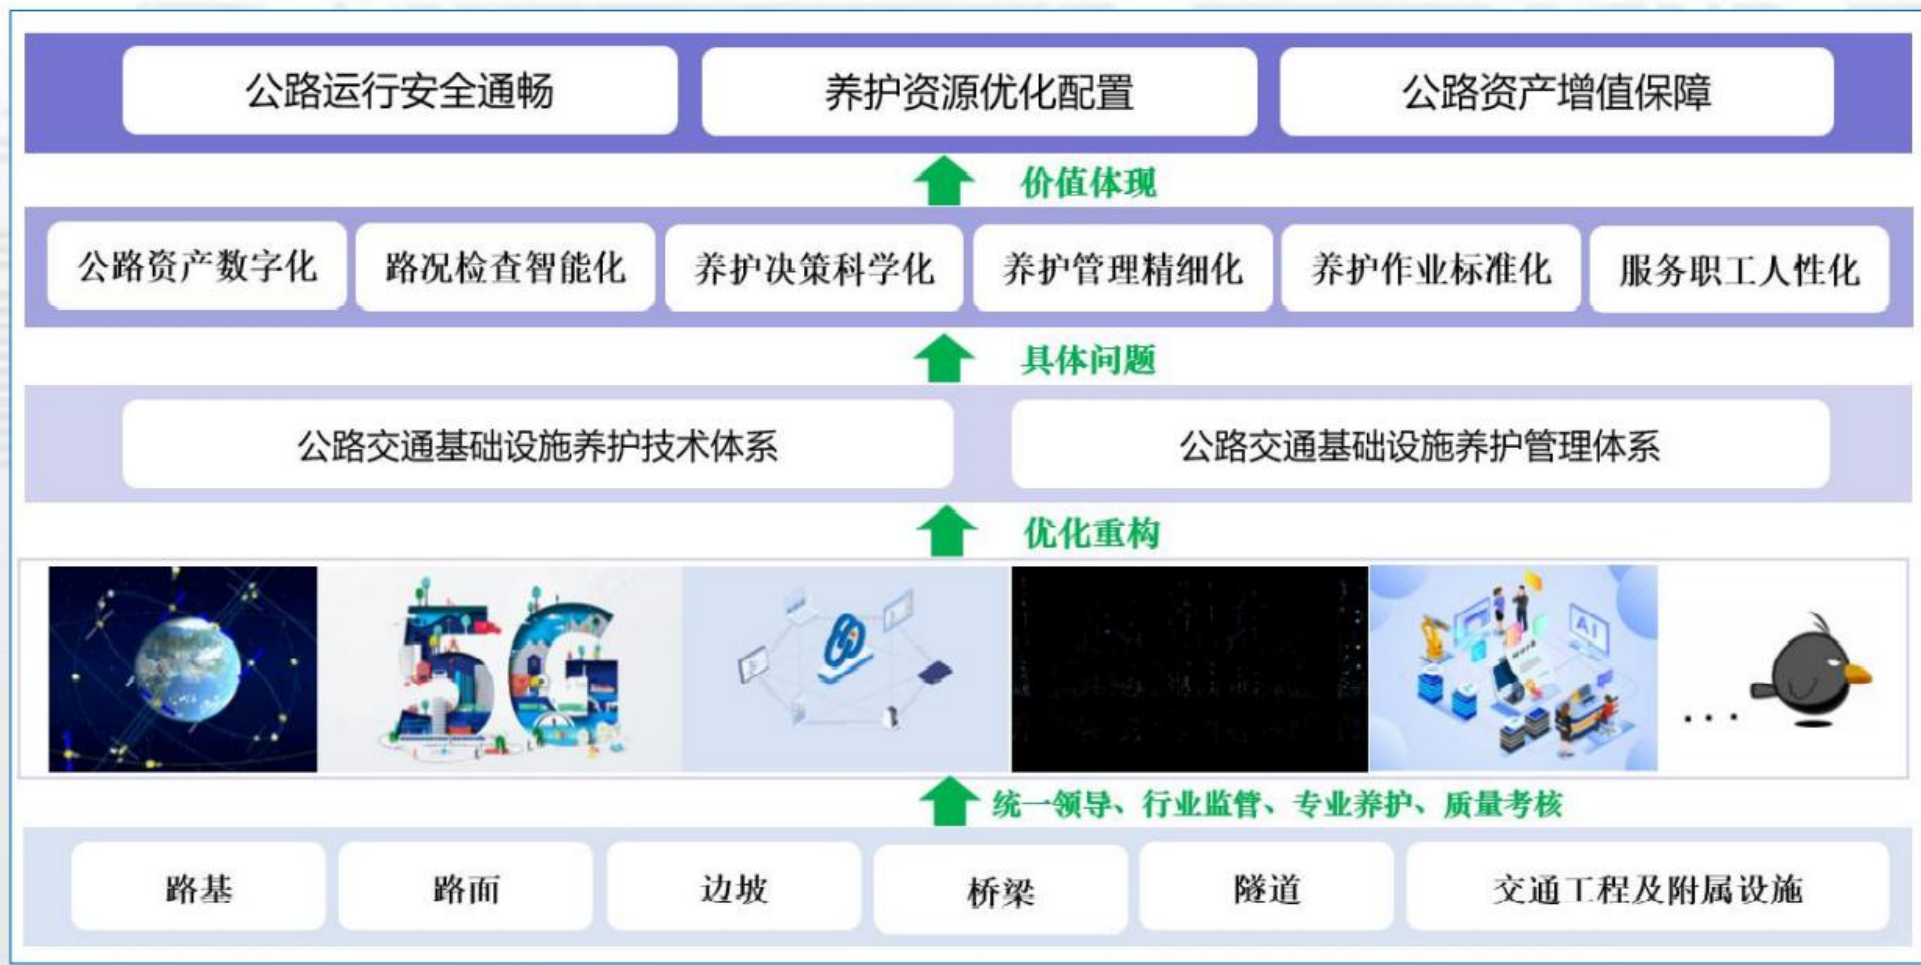 公路运行安全通畅 养护资源优化配置 公路资产增值保障
价值体现
公路资产数字化 路况检查智能化 养护决策科学化 养护管理精细化 养护作业标准化 服务职工人性化
具体问题
公路交通基础设施养护技术体系 公路交通基础设施养护管理体系
优化重构
5G AI ...
统一领导、行业监管、专业养护、质量考核
路基 路面 边坡 桥梁 隧道 交通工程及附属设施